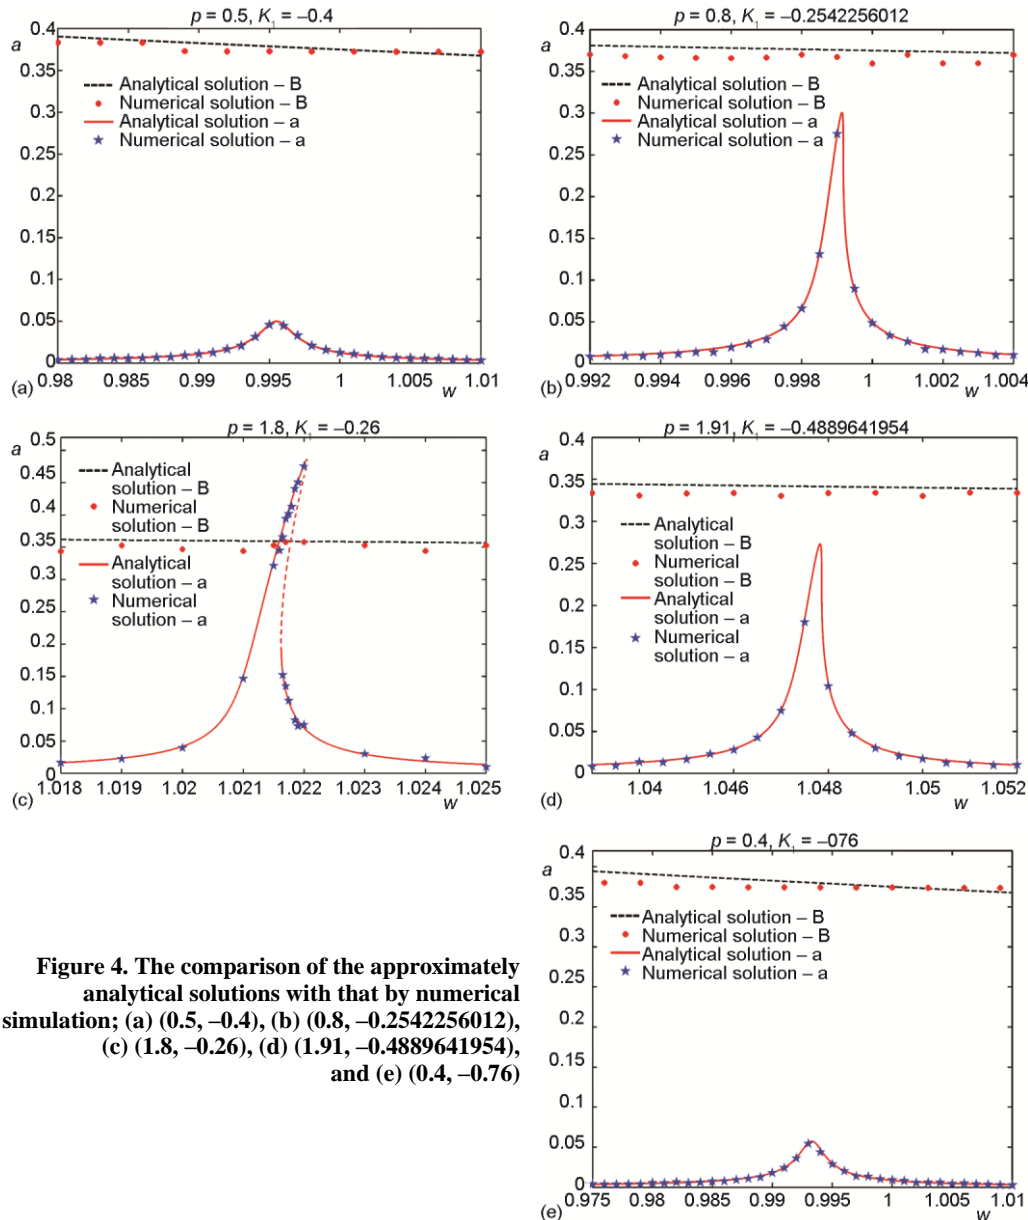 p = 0.5, K₁ = –0.4
a
0.4
0.35
0.3
0.25
0.2
0.15
0.1
0.05
0
Analytical solution – B
Numerical solution – B
Analytical solution – a
Numerical solution – a
0.98 0.985 0.99 0.995 1 1.005 1.01
w
(a)
p = 0.8, K₁ = –0.2542256012
a
0.4
0.35
0.3
0.25
0.2
0.15
0.1
0.05
0
Analytical solution – B
Numerical solution – B
Analytical solution – a
Numerical solution – a
0.992 0.994 0.996 0.998 1 1.002 1.004
w
(b)
p = 1.8, K₁ = –0.26
a
0.5
0.45
0.4
0.35
0.3
0.25
0.2
0.15
0.1
0.05
0
Analytical
solution – B
Numerical
solution – B
Analytical
solution – a
Numerical
solution – a
1.018 1.019 1.02 1.021 1.022 1.023 1.024 1.025
w
(c)
p = 1.91, K₁ = –0.4889641954
a
0.4
0.35
0.3
0.25
0.2
0.15
0.1
0.05
0
Analytical
solution – B
Numerical
solution – B
Analytical
solution – a
Numerical
solution – a
1.04 1.046 1.048 1.05 1.052
w
(d)
p = 0.4, K₁ = –076
a
0.4
0.35
0.3
0.25
0.2
0.15
0.1
0.05
0
Analytical solution – B
Numerical solution – B
Analytical solution – a
Numerical solution – a
0.975 0.98 0.985 0.99 0.995 1 1.005 1.01
w
(e)
Figure 4. The comparison of the approximately
analytical solutions with that by numerical
simulation; (a) (0.5, –0.4), (b) (0.8, –0.2542256012),
(c) (1.8, –0.26), (d) (1.91, –0.4889641954),
and (e) (0.4, –0.76)